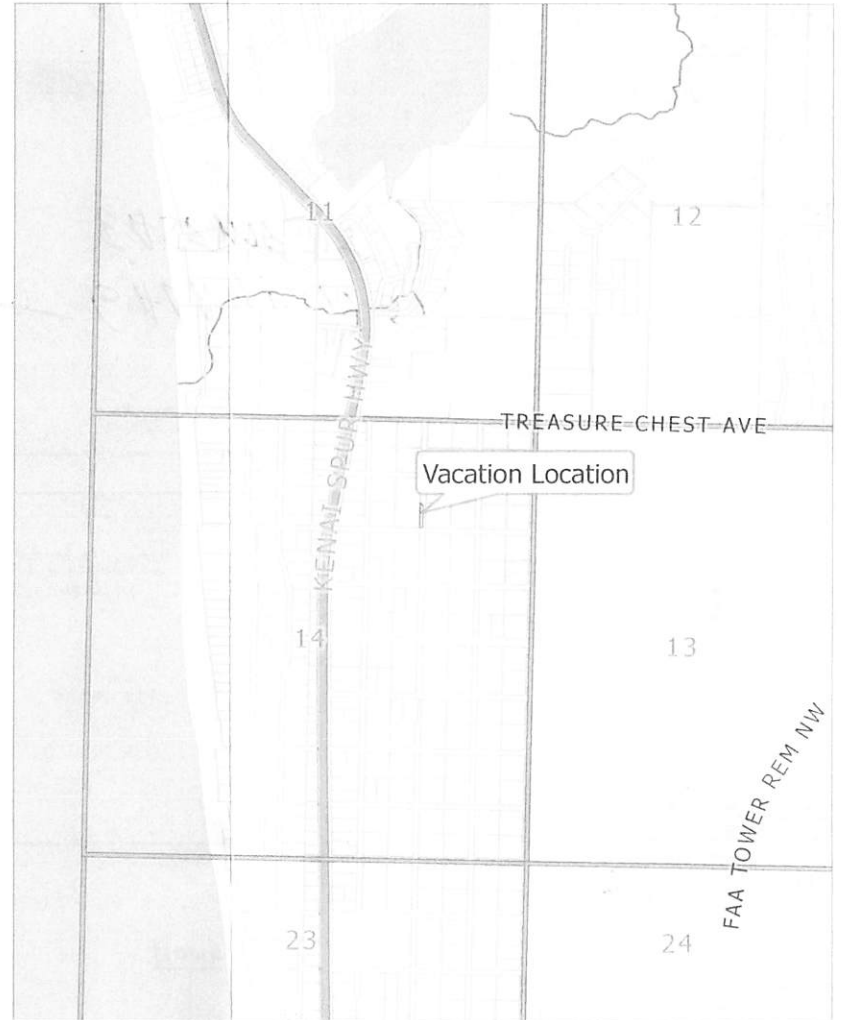 11
12
KENAI SPUR HWY
TREASURE CHEST AVE
Vacation Location
14
13
FAA TOWER REM NW
23
24